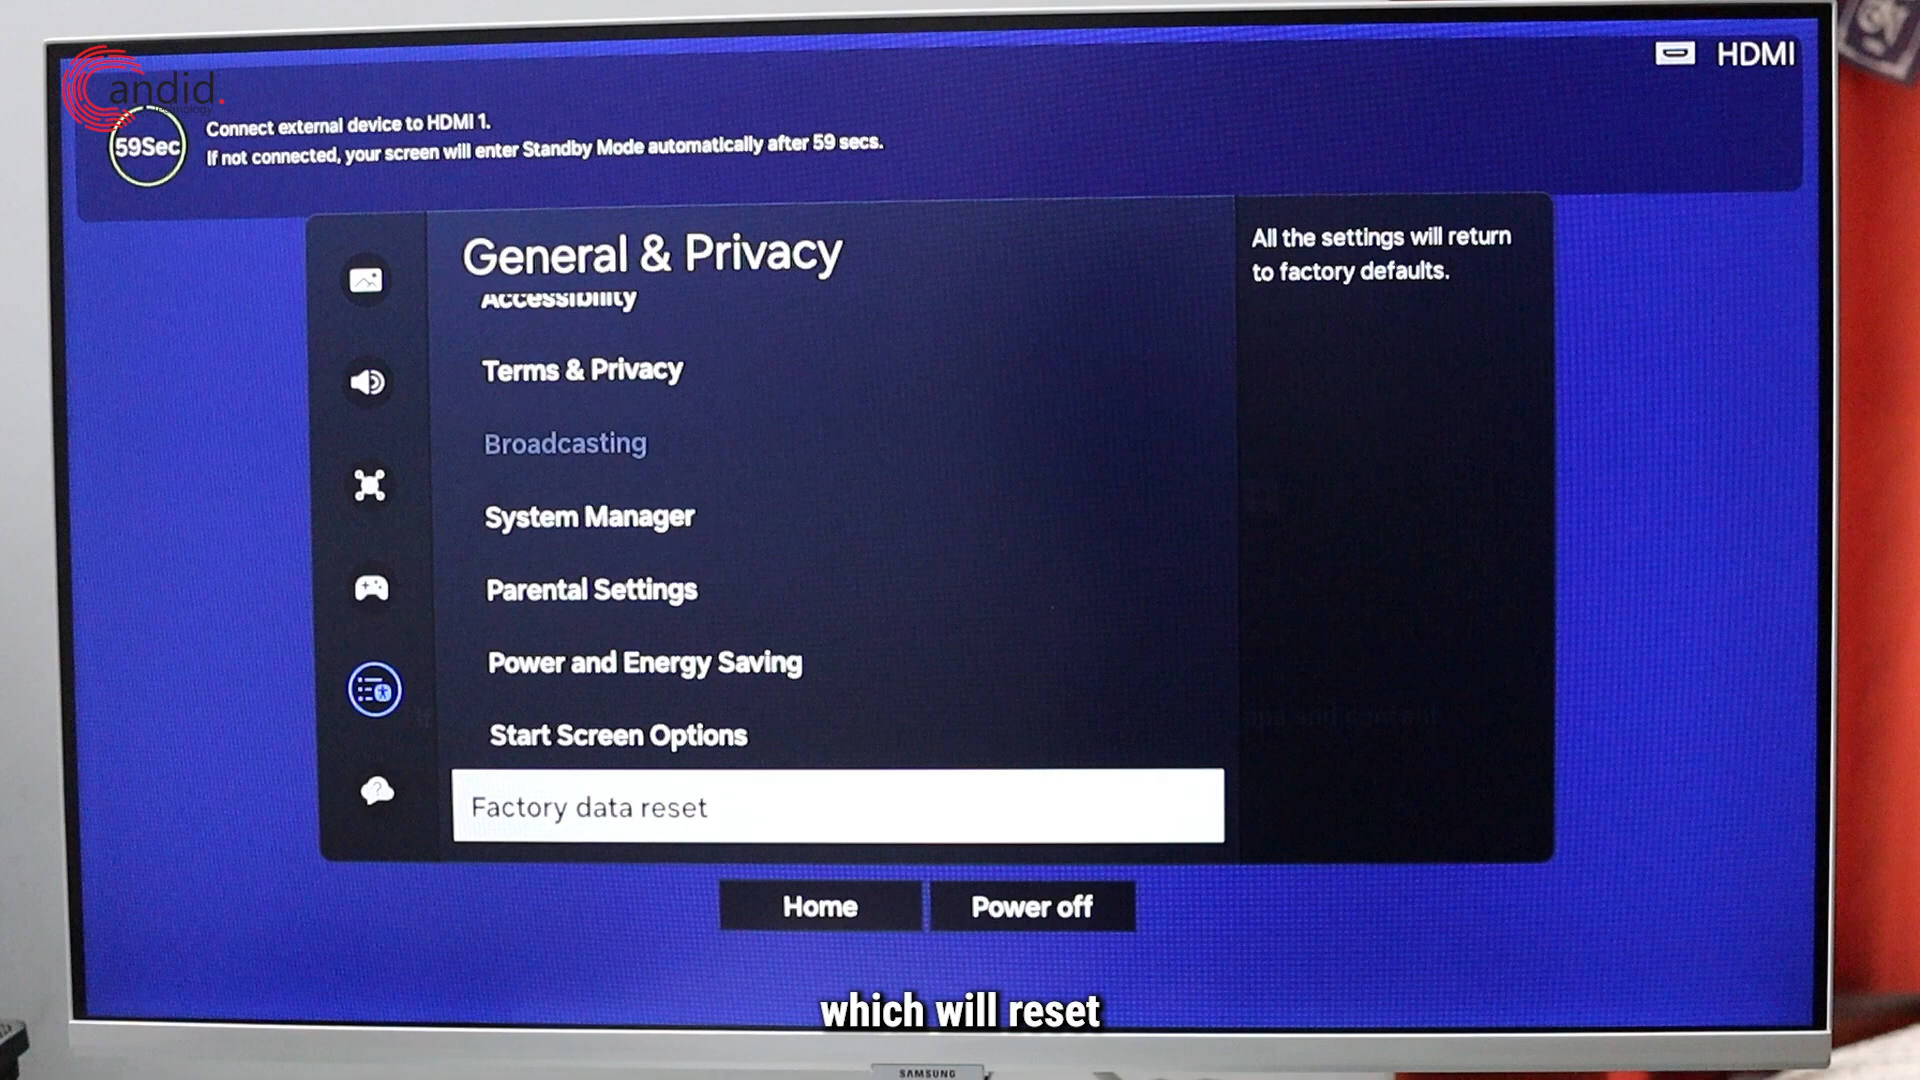 HDMI
Candid.
Technology
59Sec
Connect external device to HDMI 1.
If not connected, your screen will enter Standby Mode automatically after 59 secs.
General & Privacy
Accessibility
Terms & Privacy
Broadcasting
System Manager
Parental Settings
Power and Energy Saving
Start Screen Options
Factory data reset
All the settings will return
to factory defaults.
Home
Power off
which will reset
SAMSUNG